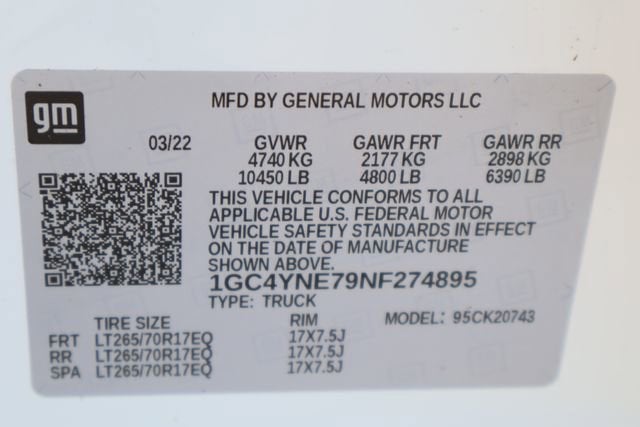 gm
MFD BY GENERAL MOTORS LLC
03/22 GVWR GAWR FRT GAWR RR
4740 KG 2177 KG 2898 KG
10450 LB 4800 LB 6390 LB
THIS VEHICLE CONFORMS TO ALL
APPLICABLE U.S. FEDERAL MOTOR
VEHICLE SAFETY STANDARDS IN EFFECT
ON THE DATE OF MANUFACTURE
SHOWN ABOVE.
1GC4YNE79NF274895
TYPE: TRUCK
TIRE SIZE RIM MODEL: 95CK20743
FRT LT265/70R17EQ 17X7.5J
RR LT265/70R17EQ 17X7.5J
SPA LT265/70R17EQ 17X7.5J